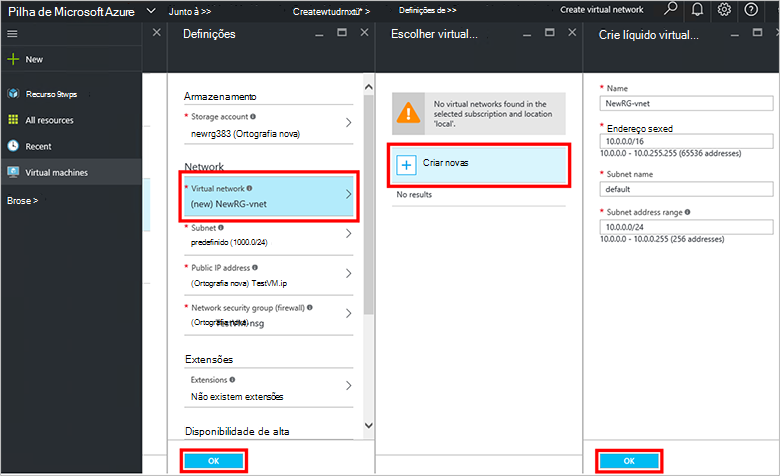 Pilha de Microsoft Azure
Junto à >>
Definições de >>
Create virtual network
New
Recurso 9twps
All resources
Recent
Virtual machines
Brose >
Definições
Armazenamento
* Storage account
newrg383 (Ortografia nova)
Network
* Virtual network
(new) NewRG-vnet
* Subnet
predefinido (1000.0/24)
* Public IP address
(Ortografia nova) TestVM.ip
* Network security group (firewall)
Extensões
Extensions
Não existem extensões
Disponibilidade de alta
OK
Escolher virtual...
No virtual networks found in the
selected subscription and location
'local'.
Criar novas
No results
Crie líquido virtual...
* Name
NewRG-vnet
* Endereço sexed
10.0.0.0/16
10.0.0.0 - 10.0.255.255 (65536 addresses)
* Subnet name
default
* Subnet address range
10.0.0.0/24
10.0.0.0 - 10.0.0.255 (256 addresses)
OK